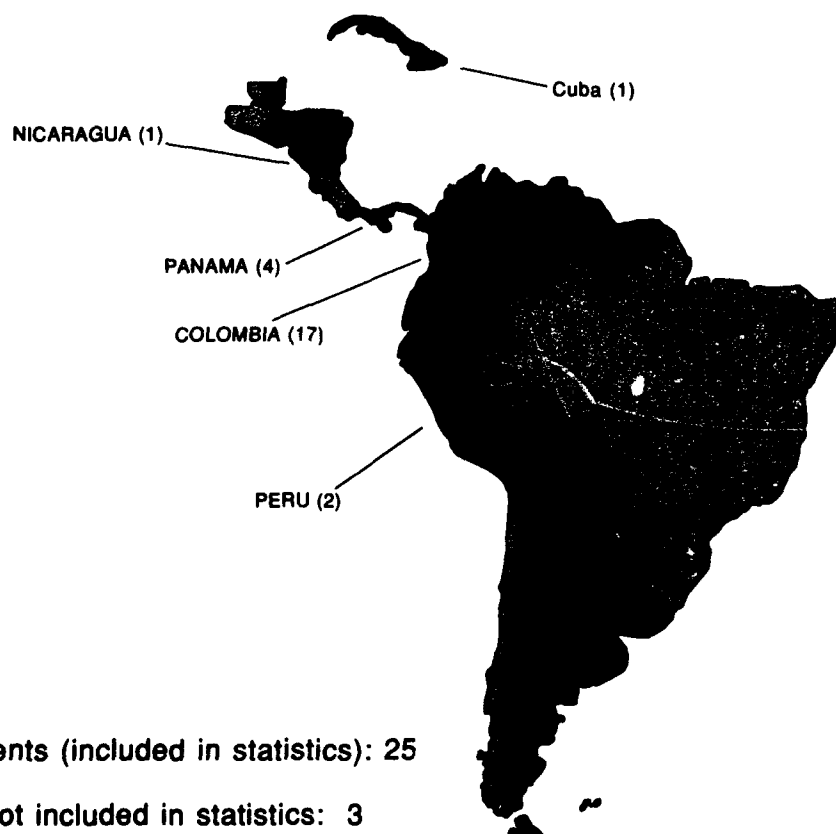 Cuba (1)
NICARAGUA (1)
PANAMA (4)
COLOMBIA (17)
PERU (2)
ents (included in statistics): 25
ot included in statistics: 3